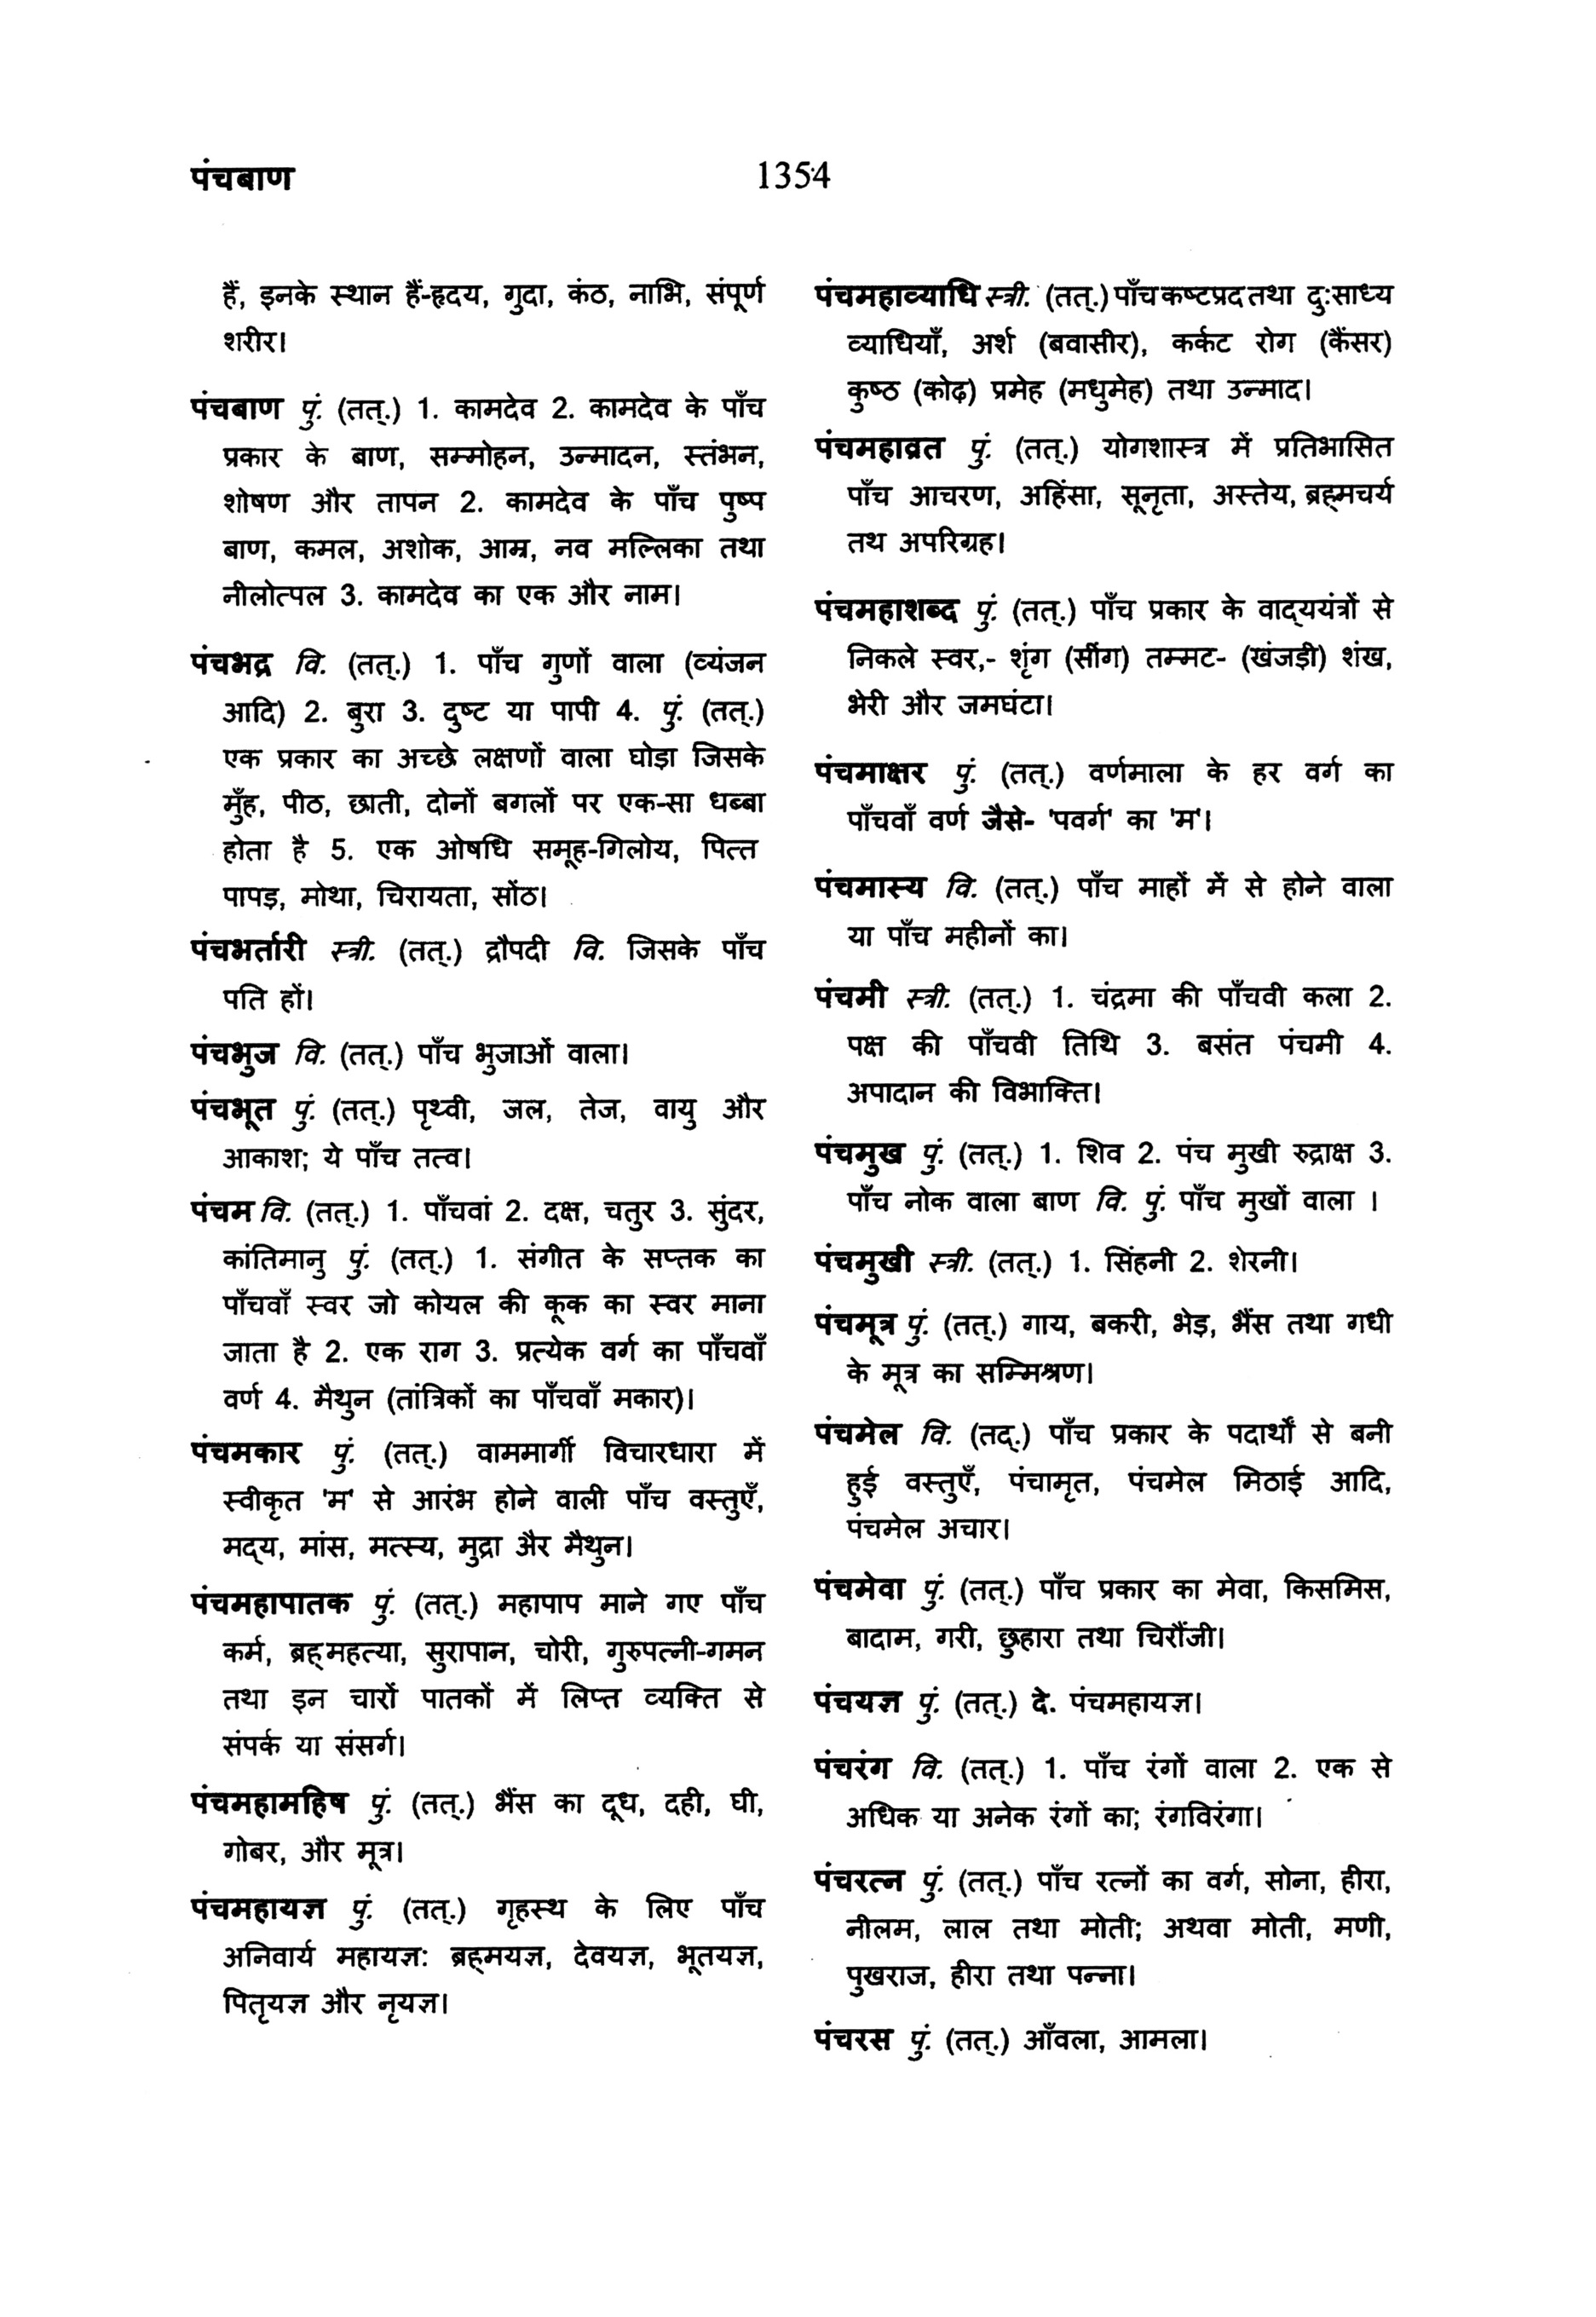 पंचबाण
1354
हैं, इनके स्थान हैं-हृदय, गुदा, कंठ, नाभि, संपूर्ण
शरीर।
पंचबाण पुं. (तत्.) 1. कामदेव 2. कामदेव के पाँच
प्रकार के बाण, सम्मोहन, उन्मादन, स्तंभन,
शोषण और तापन 2. कामदेव के पाँच पुष्प
बाण, कमल, अशोक, आम्र, नव मल्लिका तथा
नीलोत्पल 3. कामदेव का एक और नाम।
पंचभद्र वि. (तत्.) 1. पाँच गुणों वाला (व्यंजन
आदि) 2. बुरा 3. दुष्ट या पापी 4. पुं. (तत्.)
एक प्रकार का अच्छे लक्षणों वाला घोड़ा जिसके
मुँह, पीठ, छाती, दोनों बगलों पर एक-सा धब्बा
होता है 5. एक ओषधि समूह-गिलोय, पित्त
पापड़, मोथा, चिरायता, सोंठ।
पंचभर्तारी स्त्री. (तत्.) द्रौपदी वि. जिसके पाँच
पति हों।
पंचभुज वि. (तत्.) पाँच भुजाओं वाला।
पंचभूत पुं. (तत्.) पृथ्वी, जल, तेज, वायु और
आकाश; ये पाँच तत्व।
पंचम वि. (तत्.) 1. पाँचवां 2. दक्ष, चतुर 3. सुंदर,
कांतिमानु पुं. (तत्.) 1. संगीत के सप्तक का
पाँचवाँ स्वर जो कोयल की कूक का स्वर माना
जाता है 2. एक राग 3. प्रत्येक वर्ग का पाँचवाँ
वर्ण 4. मैथुन (तांत्रिकों का पाँचवाँ मकार)।
पंचमकार पुं. (तत्.) वाममार्गी विचारधारा में
स्वीकृत 'म' से आरंभ होने वाली पाँच वस्तुएँ,
मद्‌य, मांस, मत्स्य, मुद्रा अैर मैथुन।
पंचमहापातक पुं. (तत्.) महापाप माने गए पाँच
कर्म, ब्रह्‌महत्या, सुरापान, चोरी, गुरुपत्नी-गमन
तथा इन चारों पातकों में लिप्त व्यक्ति से
संपर्क या संसर्ग।
पंचमहामहिष पुं. (तत्.) भैंस का दूध, दही, घी,
गोबर, और मूत्र।
पंचमहायज्ञ पुं. (तत्.) गृहस्थ के लिए पाँच
अनिवार्य महायज्ञः ब्रह्‌मयज्ञ, देवयज्ञ, भूतयज्ञ,
पितृयज्ञ और नृयज्ञ।
पंचमहाव्याधि स्त्री. (तत्.) पाँच कष्टप्रद तथा दुःसाध्य
व्याधियाँ, अर्श (बवासीर), कर्कट रोग (कैंसर)
कुष्ठ (कोढ़) प्रमेह (मधुमेह) तथा उन्माद।
पंचमहाव्रत पुं. (तत्.) योगशास्त्र में प्रतिभासित
पाँच आचरण, अहिंसा, सूनृता, अस्तेय, ब्रह्‌मचर्य
तथ अपरिग्रह।
पंचमहाशब्द पुं. (तत्.) पाँच प्रकार के वाद्‌ययंत्रों से
निकले स्वर,- शृंग (सींग) तम्मट- (खंजड़ी) शंख,
भेरी और जमघंटा।
पंचमाक्षर पुं. (तत्.) वर्णमाला के हर वर्ग का
पाँचवाँ वर्ण जैसे- 'पवर्ग' का 'म'।
पंचमास्य वि. (तत्.) पाँच माहों में से होने वाला
या पाँच महीनों का।
पंचमी स्त्री. (तत्.) 1. चंद्रमा की पाँचवी कला 2.
पक्ष की पाँचवी तिथि 3. बसंत पंचमी 4.
अपादान की विभाक्ति।
पंचमुख पुं. (तत्.) 1. शिव 2. पंच मुखी रुद्राक्ष 3.
पाँच नोक वाला बाण वि. पुं. पाँच मुखों वाला ।
पंचमुखी स्त्री. (तत्.) 1. सिंहनी 2. शेरनी।
पंचमूत्र पुं. (तत्.) गाय, बकरी, भेड़, भैंस तथा गधी
के मूत्र का सम्मिश्रण।
पंचमेल वि. (तद्.) पाँच प्रकार के पदार्थों से बनी
हुई वस्तुएँ, पंचामृत, पंचमेल मिठाई आदि,
पंचमेल अचार।
पंचमेवा पुं. (तत्.) पाँच प्रकार का मेवा, किसमिस,
बादाम, गरी, छुहारा तथा चिरौंजी।
पंचयज्ञ पुं. (तत्.) दे. पंचमहायज्ञ।
पंचरंग वि. (तत्.) 1. पाँच रंगों वाला 2. एक से
अधिक या अनेक रंगों का; रंगविरंगा।
पंचरत्न पुं. (तत्.) पाँच रत्नों का वर्ग, सोना, हीरा,
नीलम, लाल तथा मोती; अथवा मोती, मणी,
पुखराज, हीरा तथा पन्ना।
पंचरस पुं. (तत्.) आँवला, आमला।